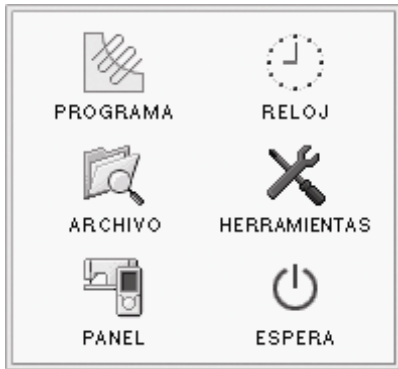 PROGRAMA
RELOJ
ARCHIVO
HERRAMIENTAS
PANEL
ESPERA